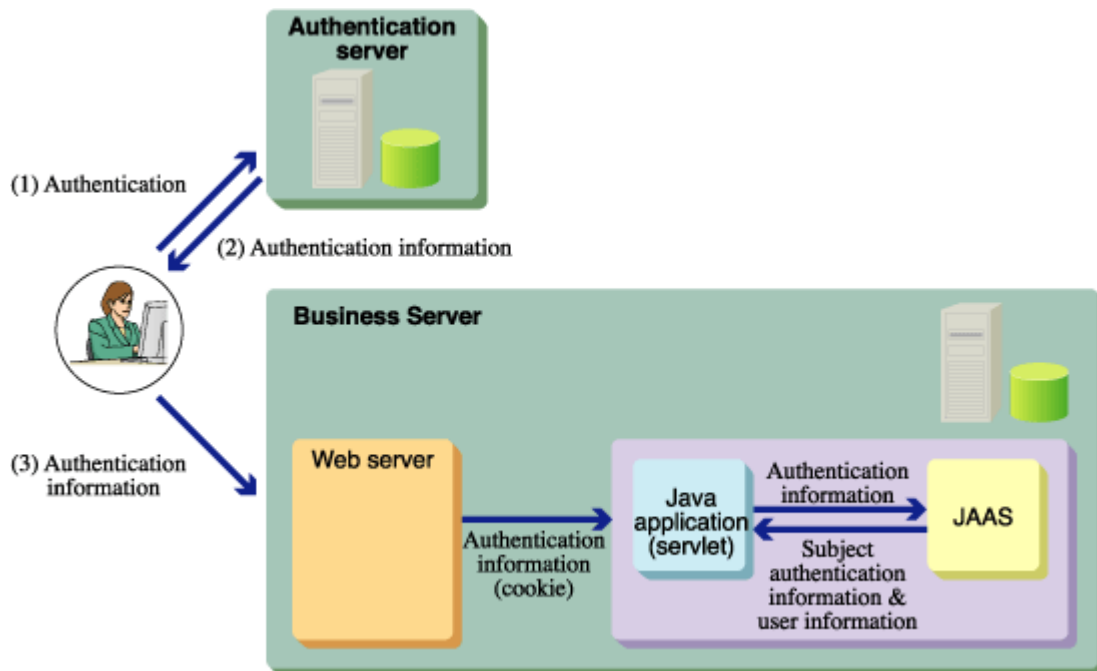 Authentication
server
(1) Authentication
(2) Authentication information
Business Server
(3) Authentication
information
Web server
Authentication
information
(cookie)
Java
application
(servlet)
Authentication
information
JAAS
Subject
authentication
information &
user information